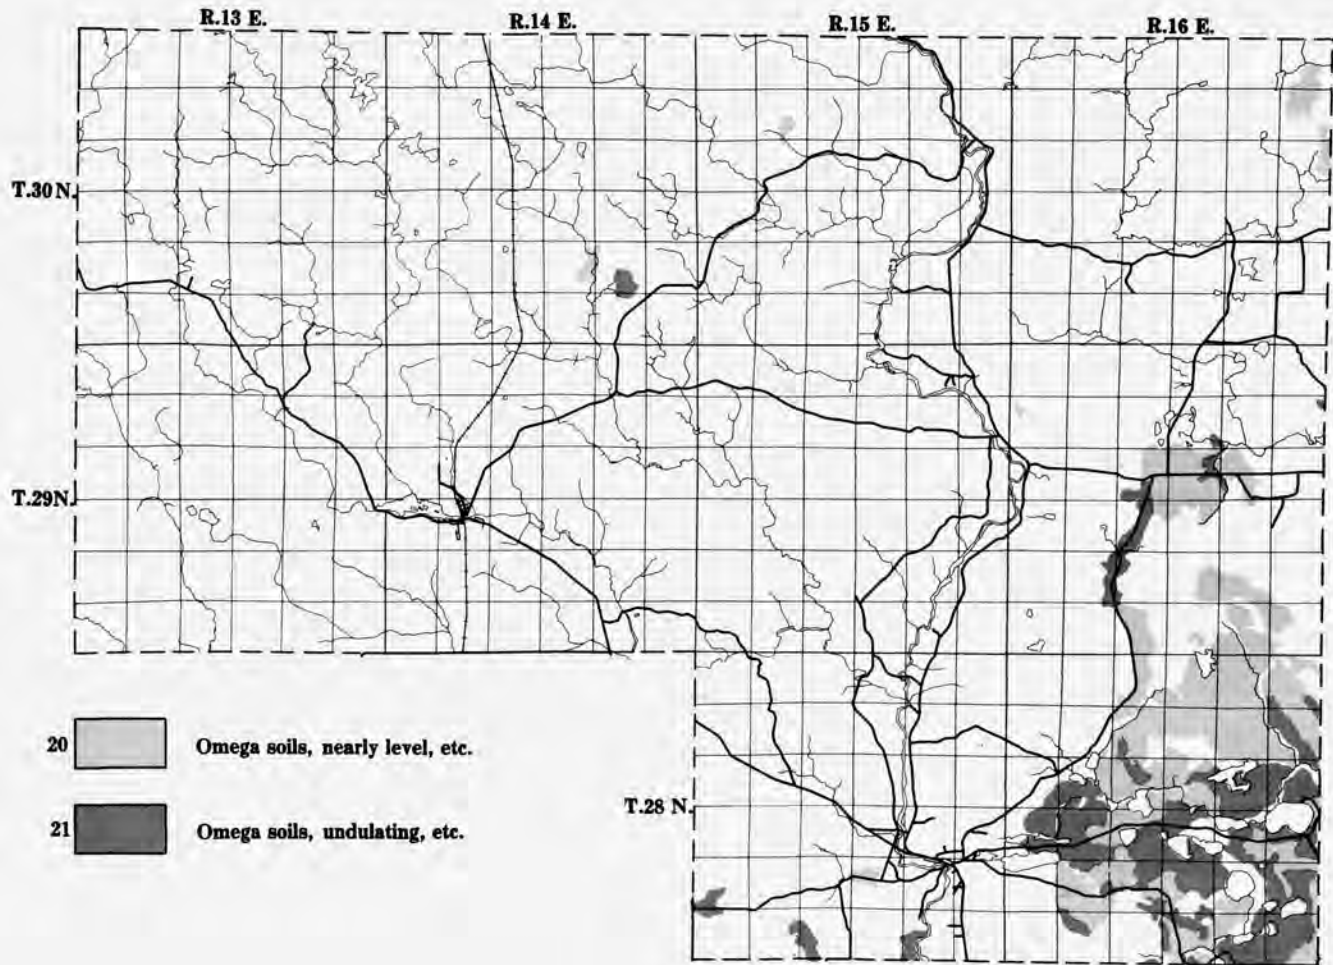 R.13 E.
R.14 E.
R.15 E.
R.16 E.
T.30 N.
T.29 N.
20 Omega soils, nearly level, etc.
T.28 N.
21 Omega soils, undulating, etc.